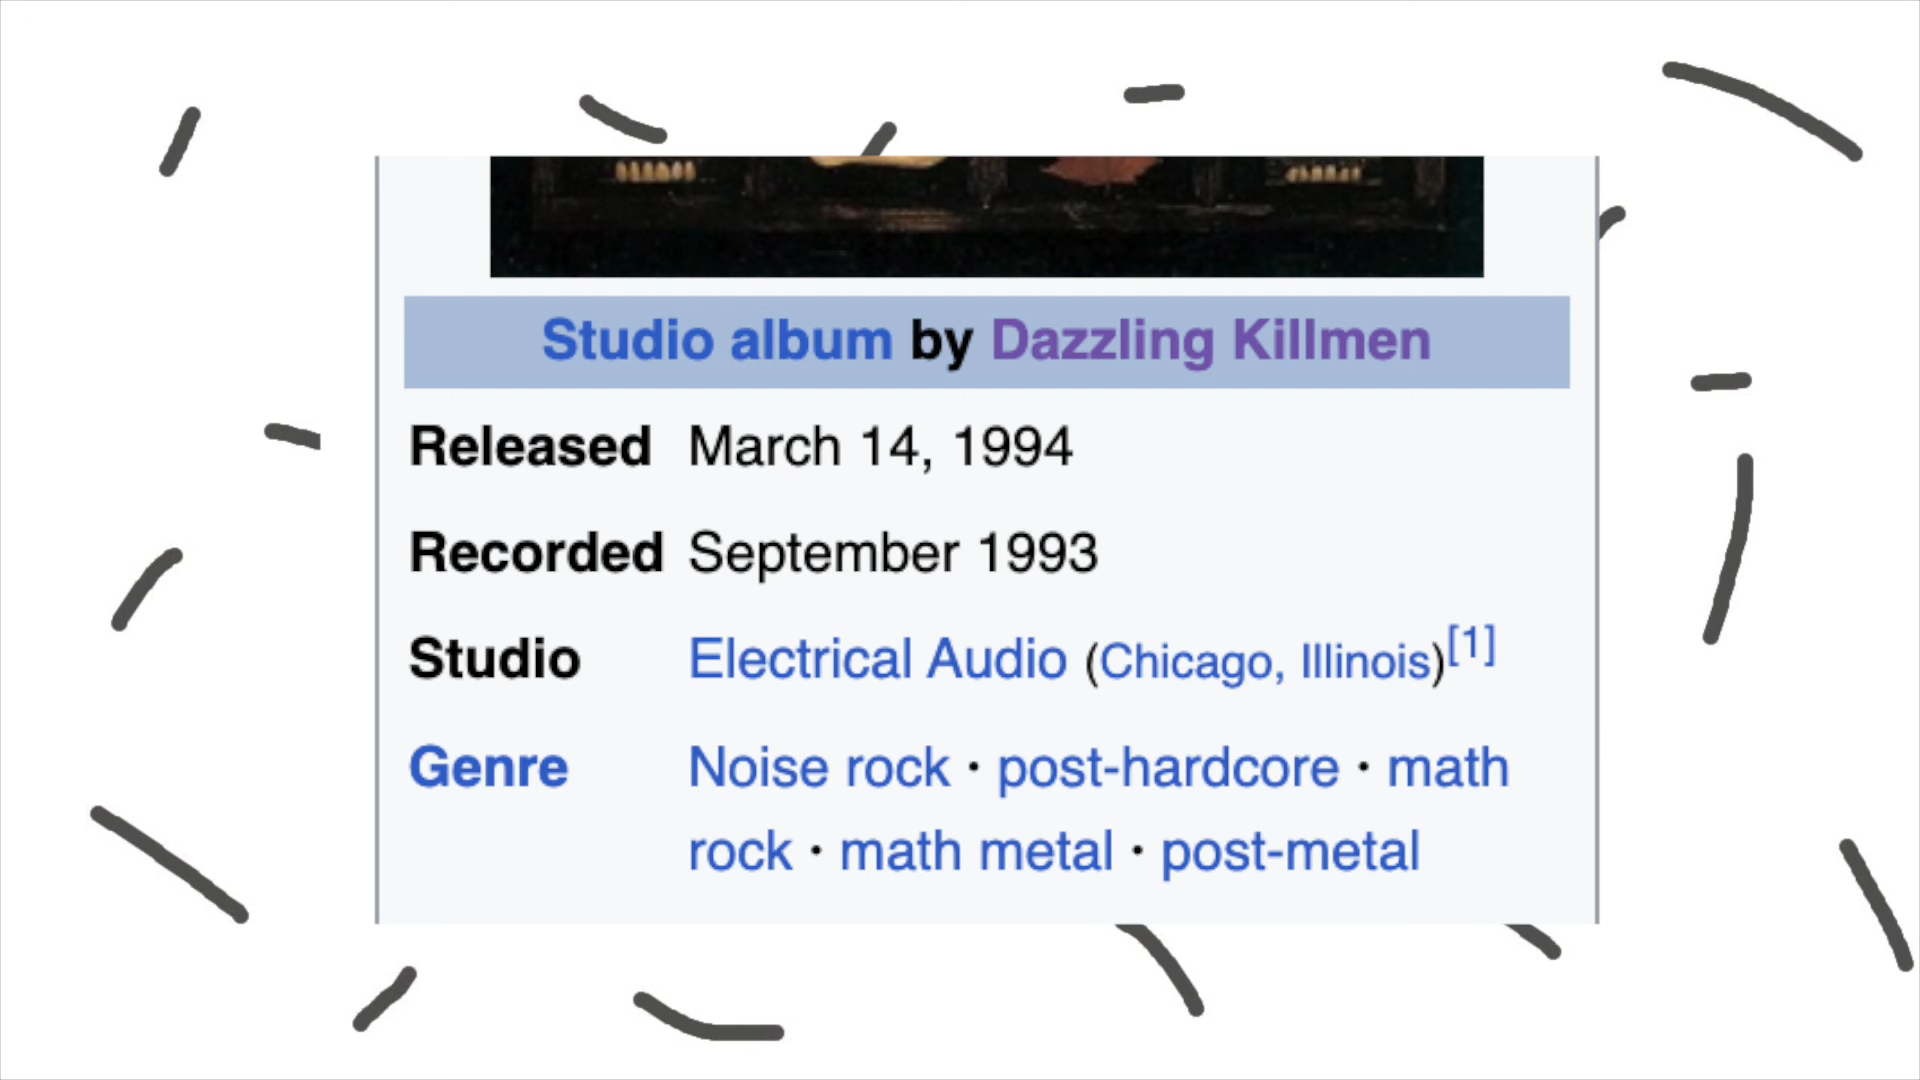 Studio album by Dazzling Killmen
Released March 14, 1994
Recorded September 1993
Studio Electrical Audio (Chicago, Illinois)[1]
Genre Noise rock · post-hardcore · math
rock · math metal · post-metal